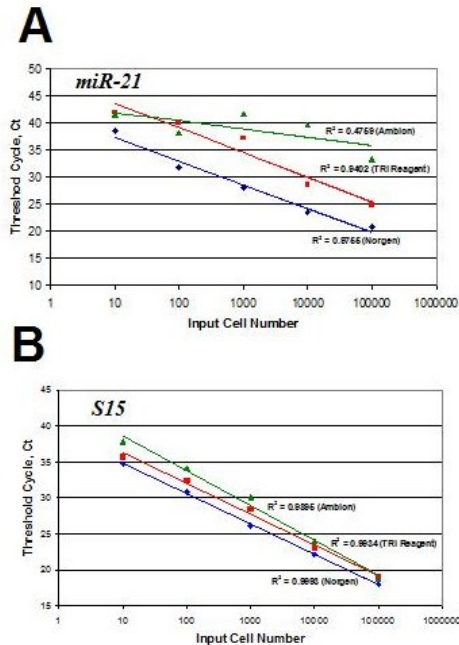 A
miR-21
Threshold Cycle, Ct
50
45
40
35
30
25
20
15
10
R² = 0.4759 (Ambion)
R² = 0.9402 (TRI Reagent)
R² = 0.9755 (Norgen)
1 10 100 1000 10000 100000 1000000
Input Cell Number
B
S15
Threshold Cycle, Ct
45
40
35
30
25
20
15
R² = 0.9895 (Ambion)
R² = 0.9934 (TRI Reagent)
R² = 0.9993 (Norgen)
1 10 100 1000 10000 100000 1000000
Input Cell Number